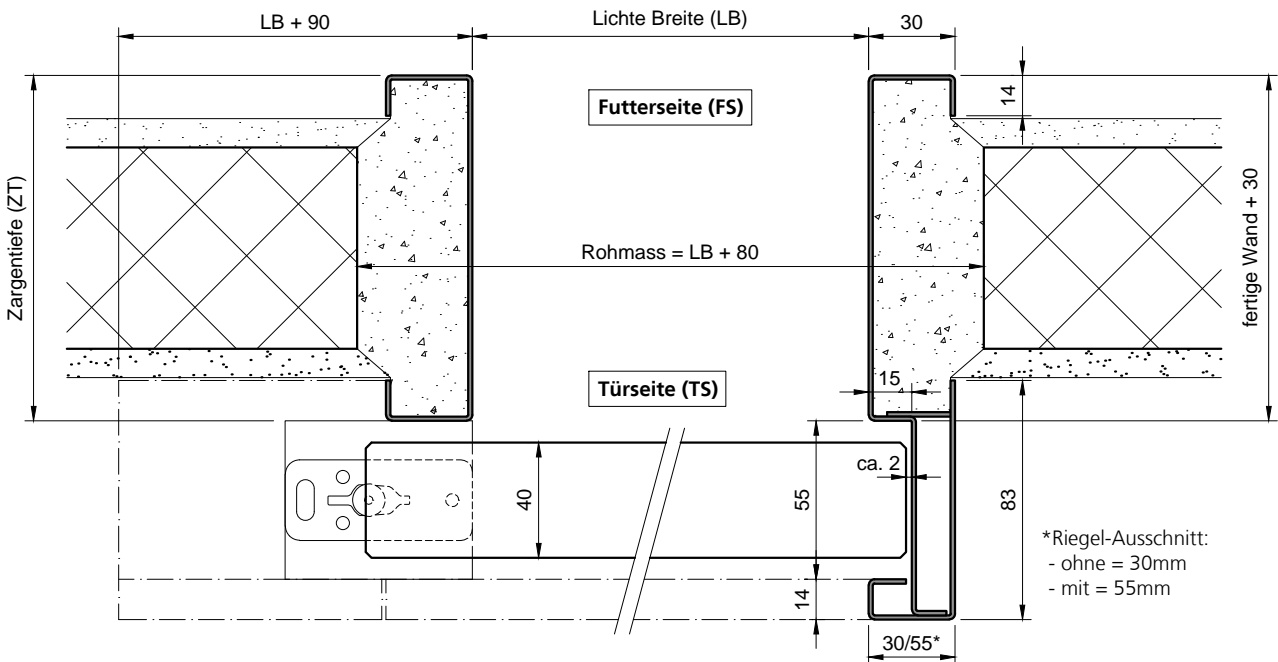 LB + 90
Lichte Breite (LB)
30
14
Futterseite (FS)
Zargentiefe (ZT)
fertige Wand + 30
Rohmass = LB + 80
Türseite (TS)
15
ca. 2
40
55
83
*Riegel-Ausschnitt:
- ohne = 30mm
- mit = 55mm
14
30/55*